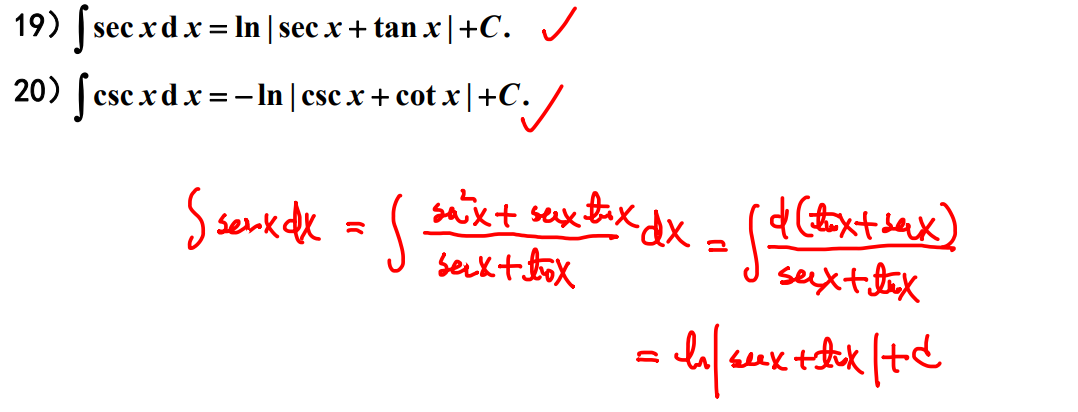 19) ∫ sec x d x = ln | sec x + tan x | + C. ✓
20) ∫ csc x d x = − ln | csc x + cot x | + C. ✓
∫ secx dx = ∫ (sec²x + secx tanx)/(secx + tanx) dx = ∫ d(tanx + secx)/(secx + tanx)
= ln|secx + tanx| + C